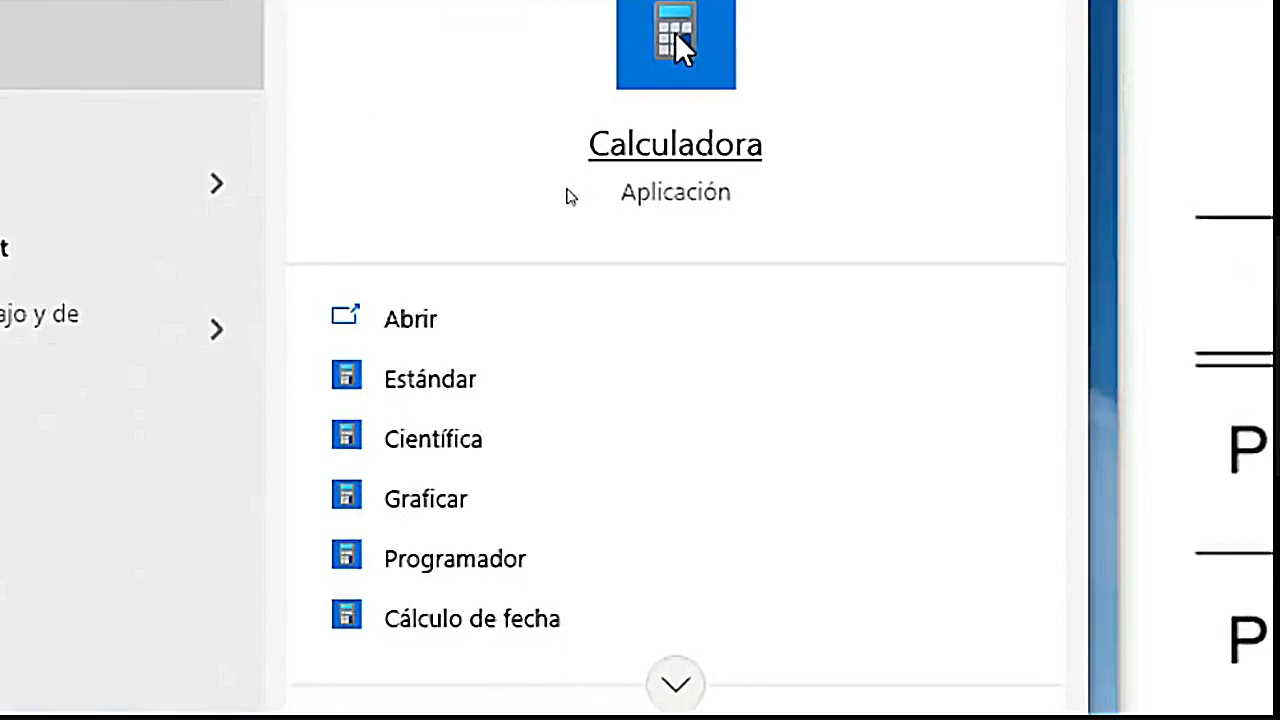 t
ajo y de
Calculadora
Aplicación
Abrir
Estándar
Científica
Graficar
Programador
Cálculo de fecha
P
P